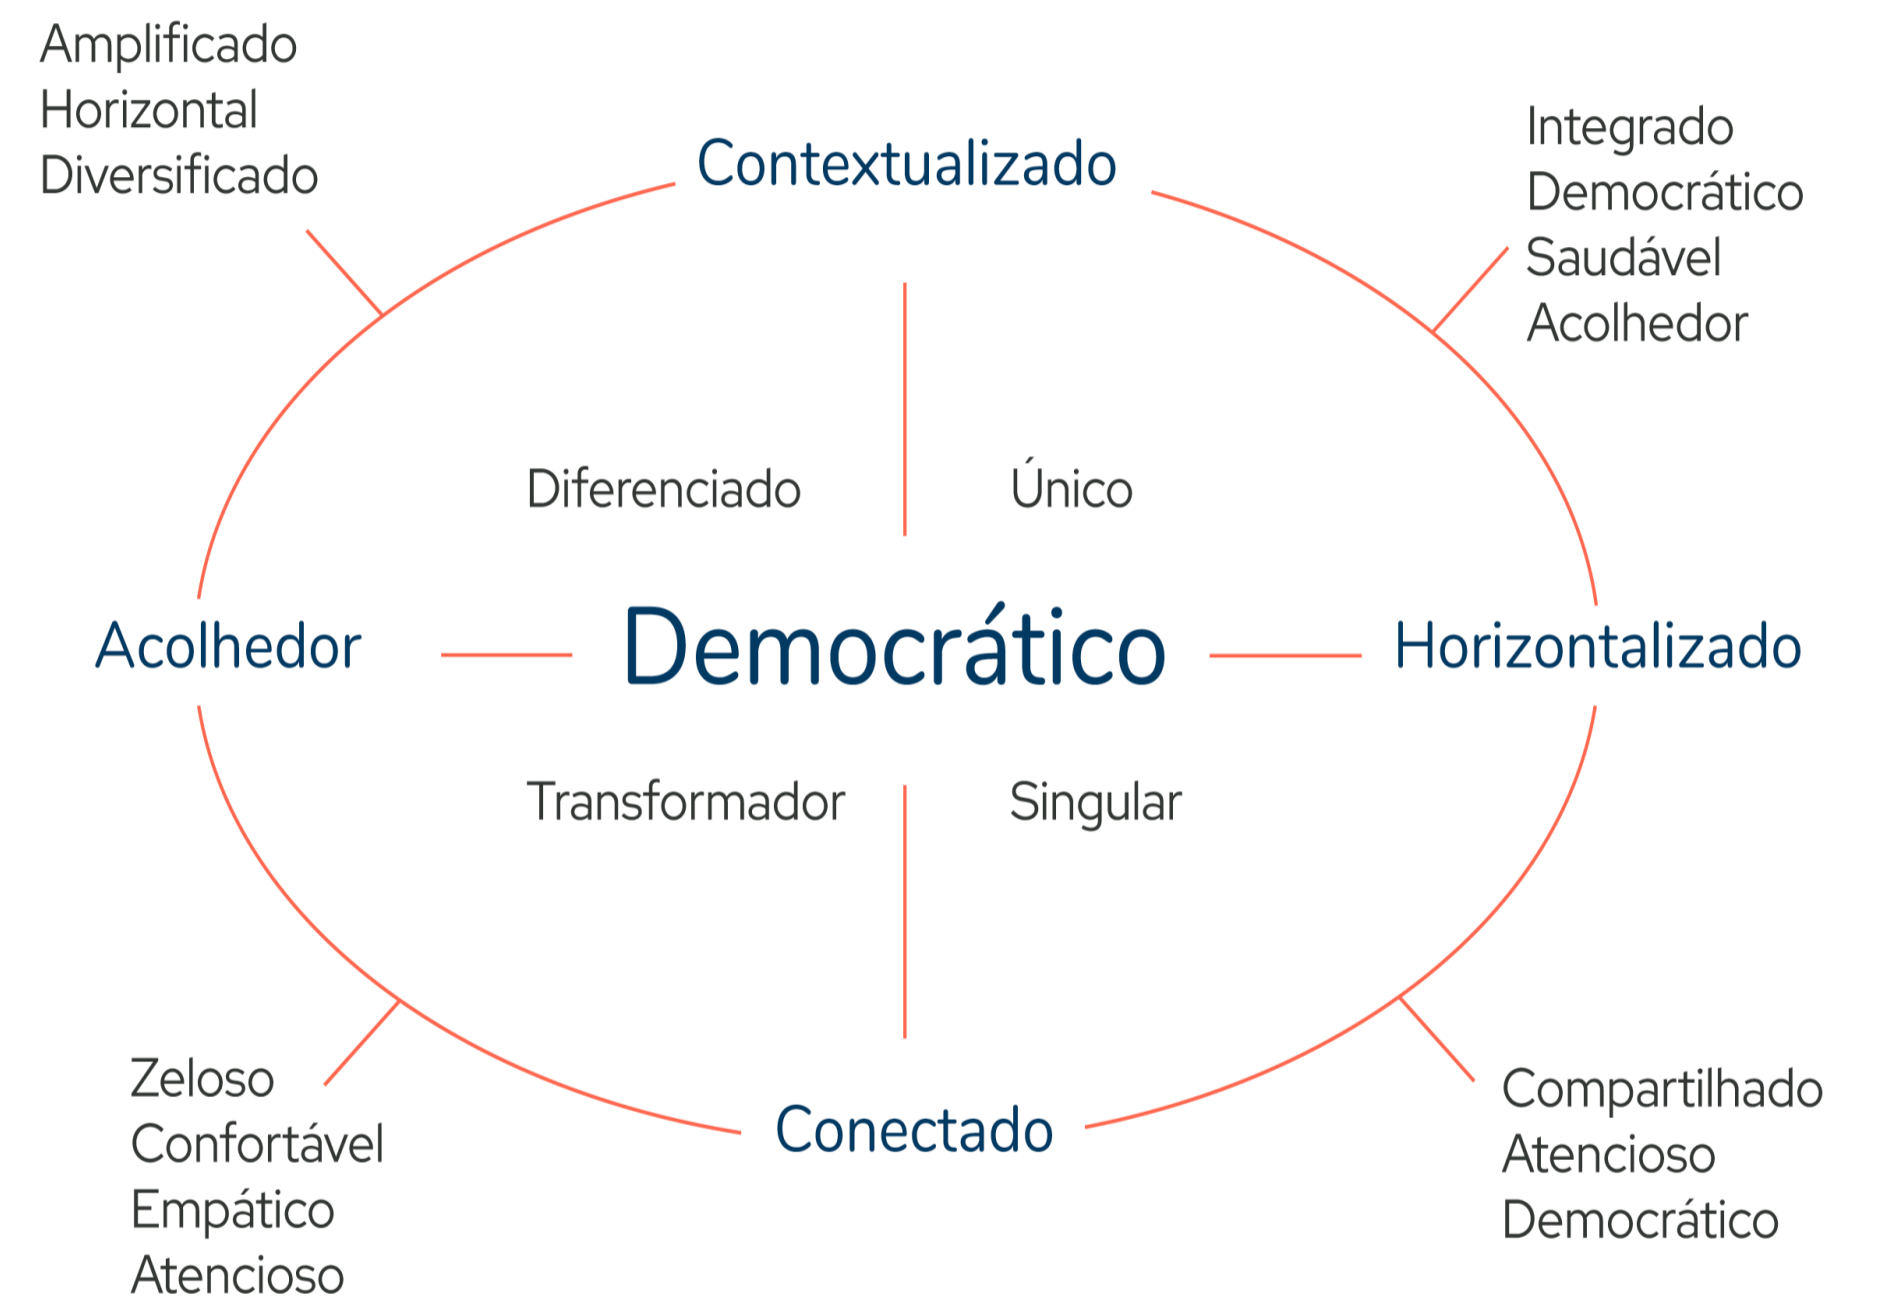 Amplificado
Horizontal
Diversificado
Contextualizado
Integrado
Democrático
Saudável
Acolhedor
Diferenciado
Único
Acolhedor
Democrático
Horizontalizado
Transformador
Singular
Zeloso
Confortável
Empático
Atencioso
Conectado
Compartilhado
Atencioso
Democrático